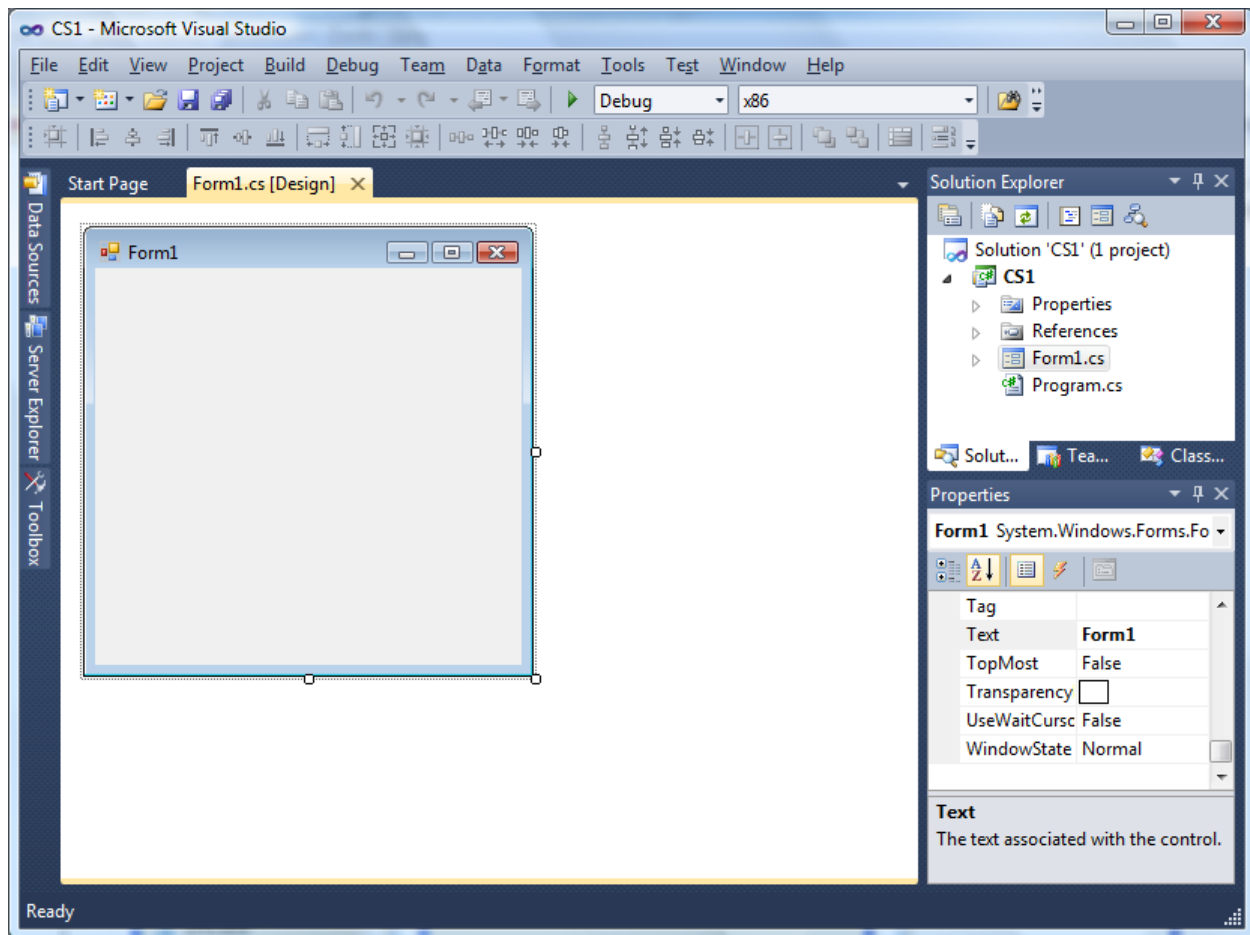 CS1 - Microsoft Visual Studio
File Edit View Project Build Debug Team Data Format Tools Test Window Help
Debug x86
Start Page Form1.cs [Design]
Data Sources
Server Explorer
Toolbox
Form1
Solution Explorer
Solution 'CS1' (1 project)
CS1
Properties
References
Form1.cs
Program.cs
Solut... Tea... Class...
Properties
Form1 System.Windows.Forms.Fo
Tag
Text Form1
TopMost False
Transparency
UseWaitCursc False
WindowState Normal
Text
The text associated with the control.
Ready